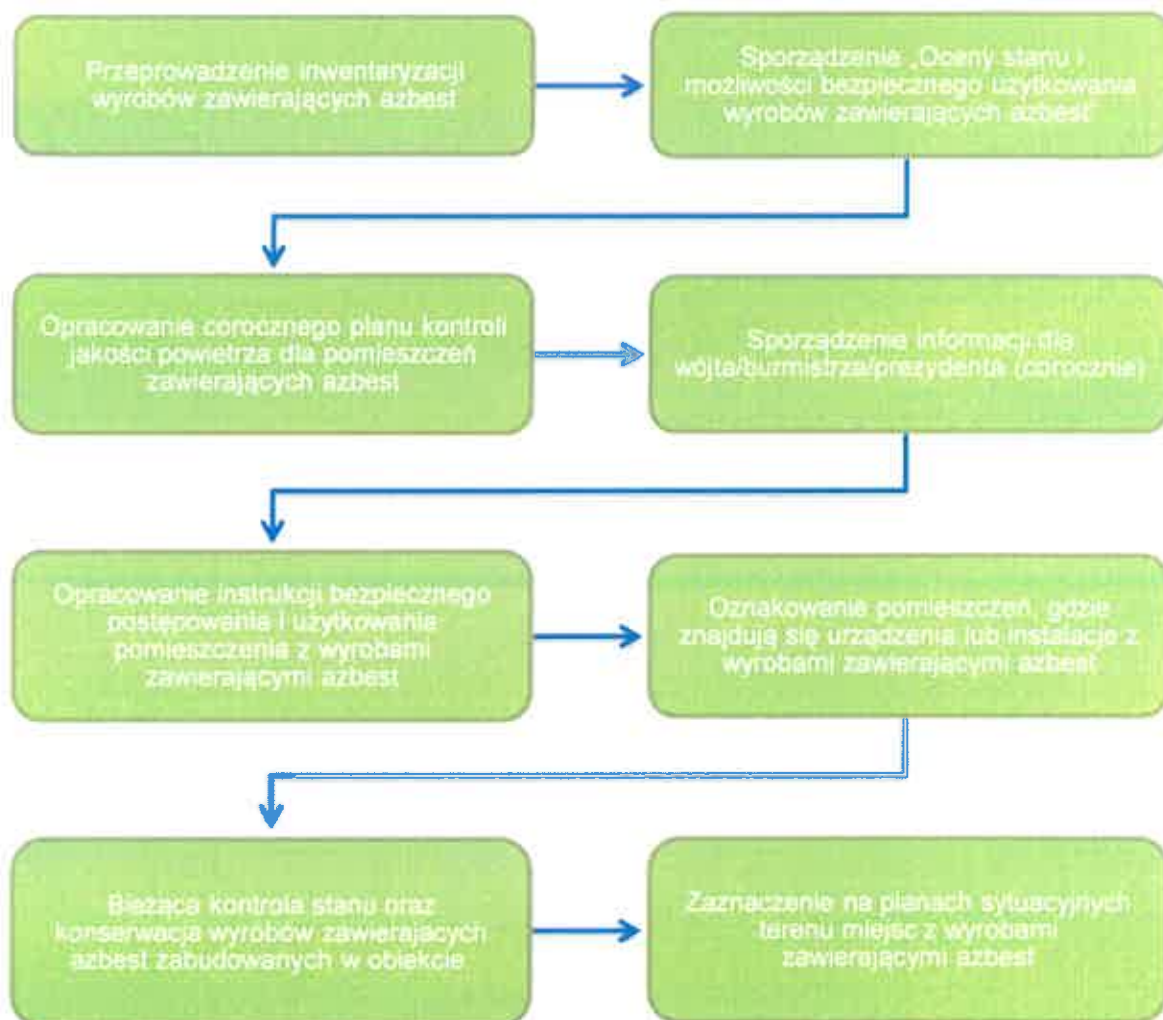 Przeprowadzenie inwentaryzacji
wyrobów zawierających azbest
Sporządzenie „Oceny stanu i
możliwości bezpiecznego użytkowania
wyrobów zawierających azbest”
Opracowanie corocznego planu kontroli
jakości powietrza dla pomieszczeń
zawierających azbest
Sporządzenie informacji dla
wójta/burmistrza/prezydenta (corocznie)
Opracowanie instrukcji bezpiecznego
postępowania i użytkowania
pomieszczenia z wyrobami
zawierającymi azbest
Oznakowanie pomieszczeń, gdzie
znajdują się urządzenia lub instalacje z
wyrobami zawierającymi azbest
Bieżąca kontrola stanu oraz
konserwacja wyrobów zawierających
azbest zabudowanych w obiekcie
Zaznaczenie na planach sytuacyjnych
terenu miejsc z wyrobami
zawierającymi azbest